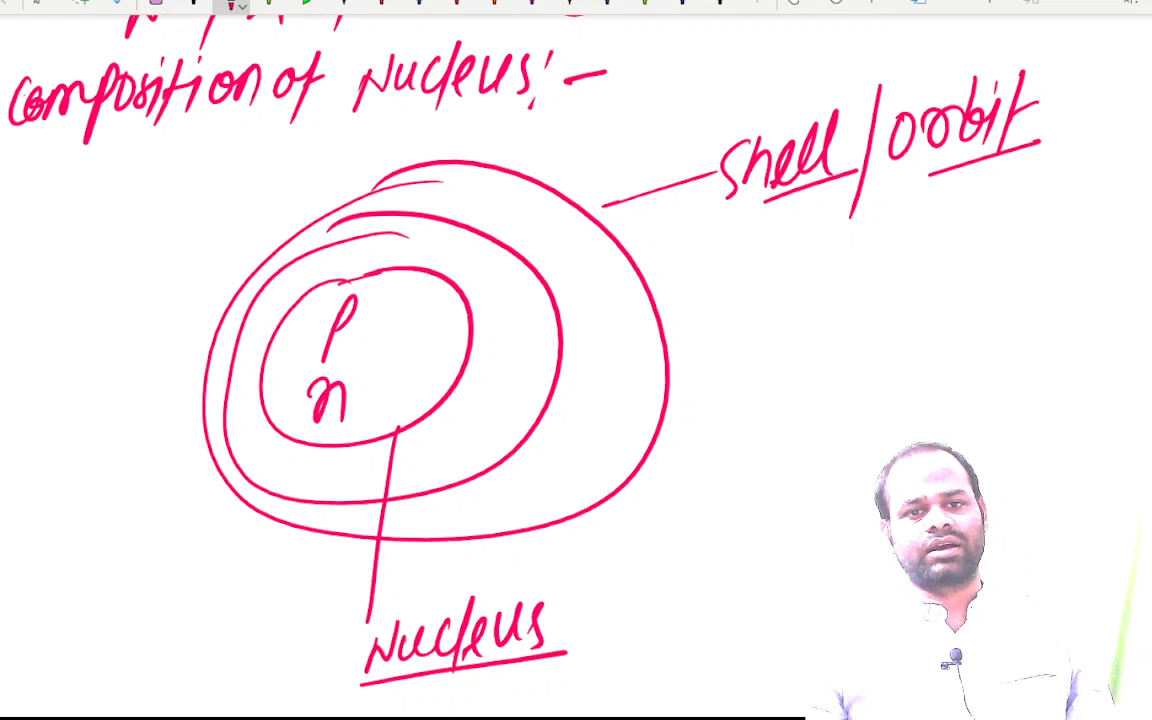 composition of Nucleus:-
shell/orbit
p
n
Nucleus